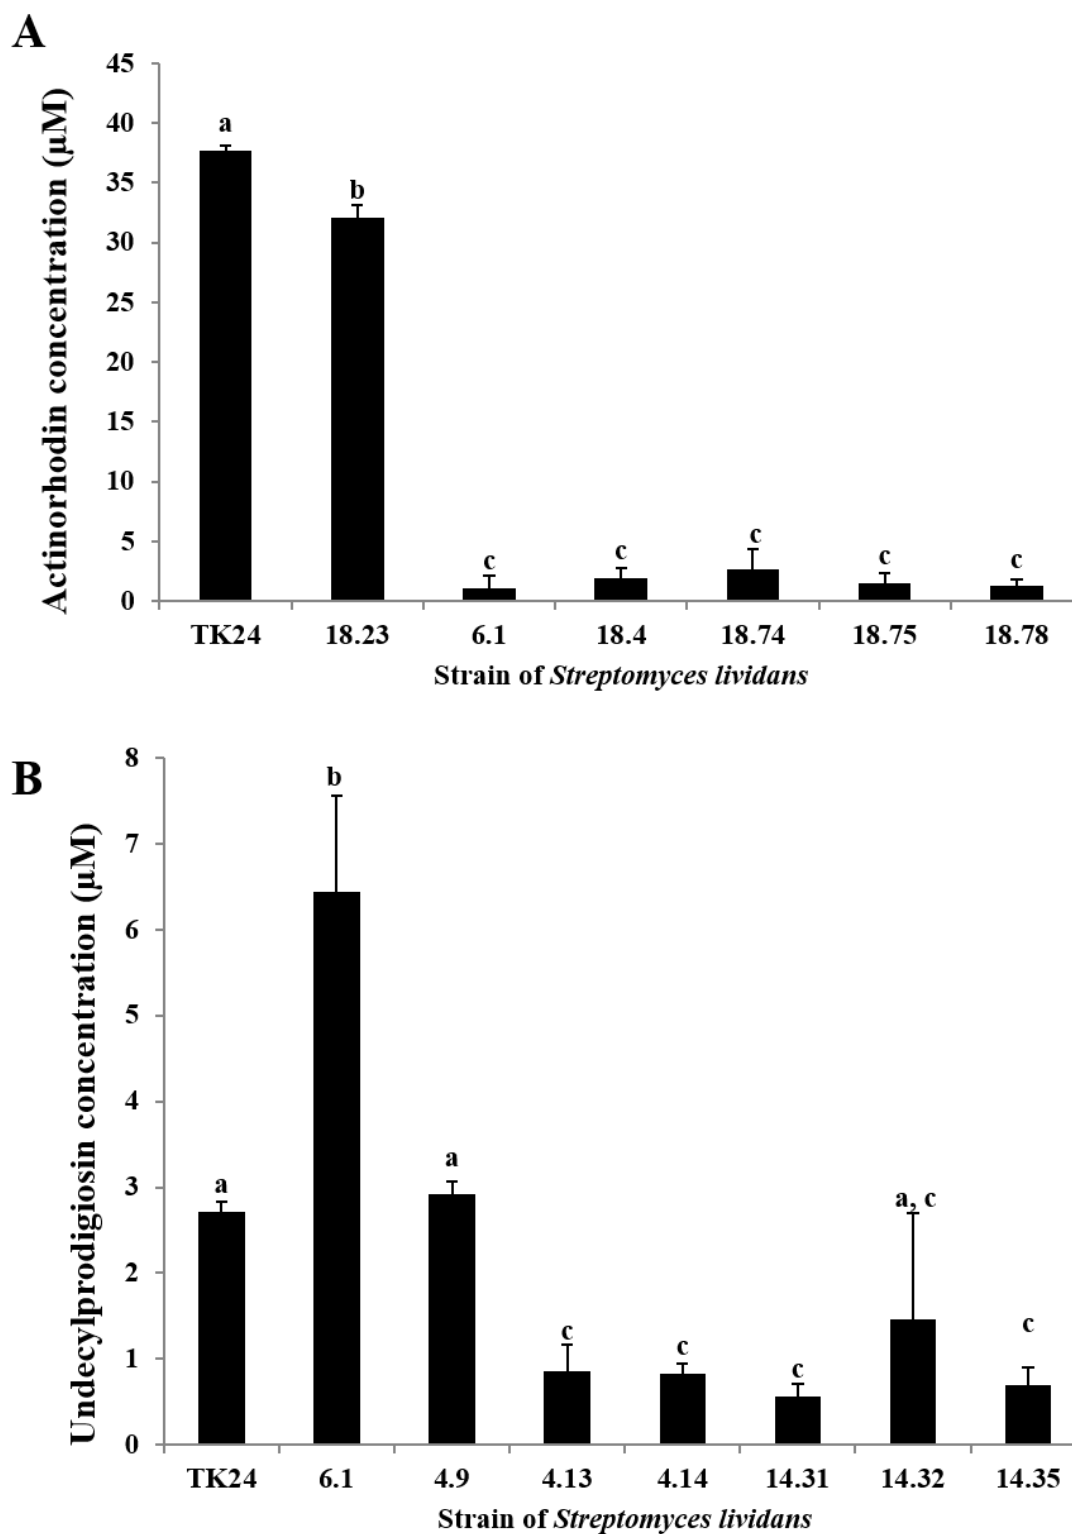 A
Actinorhodin concentration (μM)
45
40
35
30
25
20
15
10
5
0
a
b
c
c
c
c
c
TK24 18.23 6.1 18.4 18.74 18.75 18.78
Strain of Streptomyces lividans
B
Undecylprodigiosin concentration (μM)
8
7
6
5
4
3
2
1
0
a
b
a
c
c
c
a, c
c
TK24 6.1 4.9 4.13 4.14 14.31 14.32 14.35
Strain of Streptomyces lividans